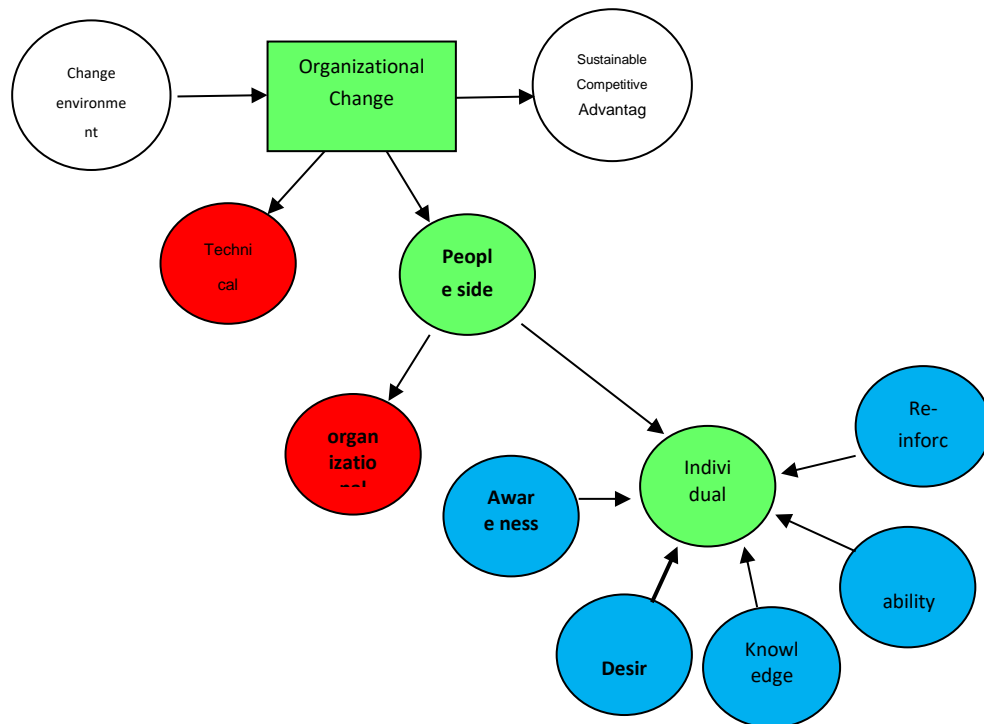 Change
environme
nt
Organizational
Change
Sustainable
Competitive
Advantag
Techni
cal
Peopl
e side
organ
izatio
nal
Indivi
dual
Re-
inforc
Awar
e ness
ability
Desir
Knowl
edge